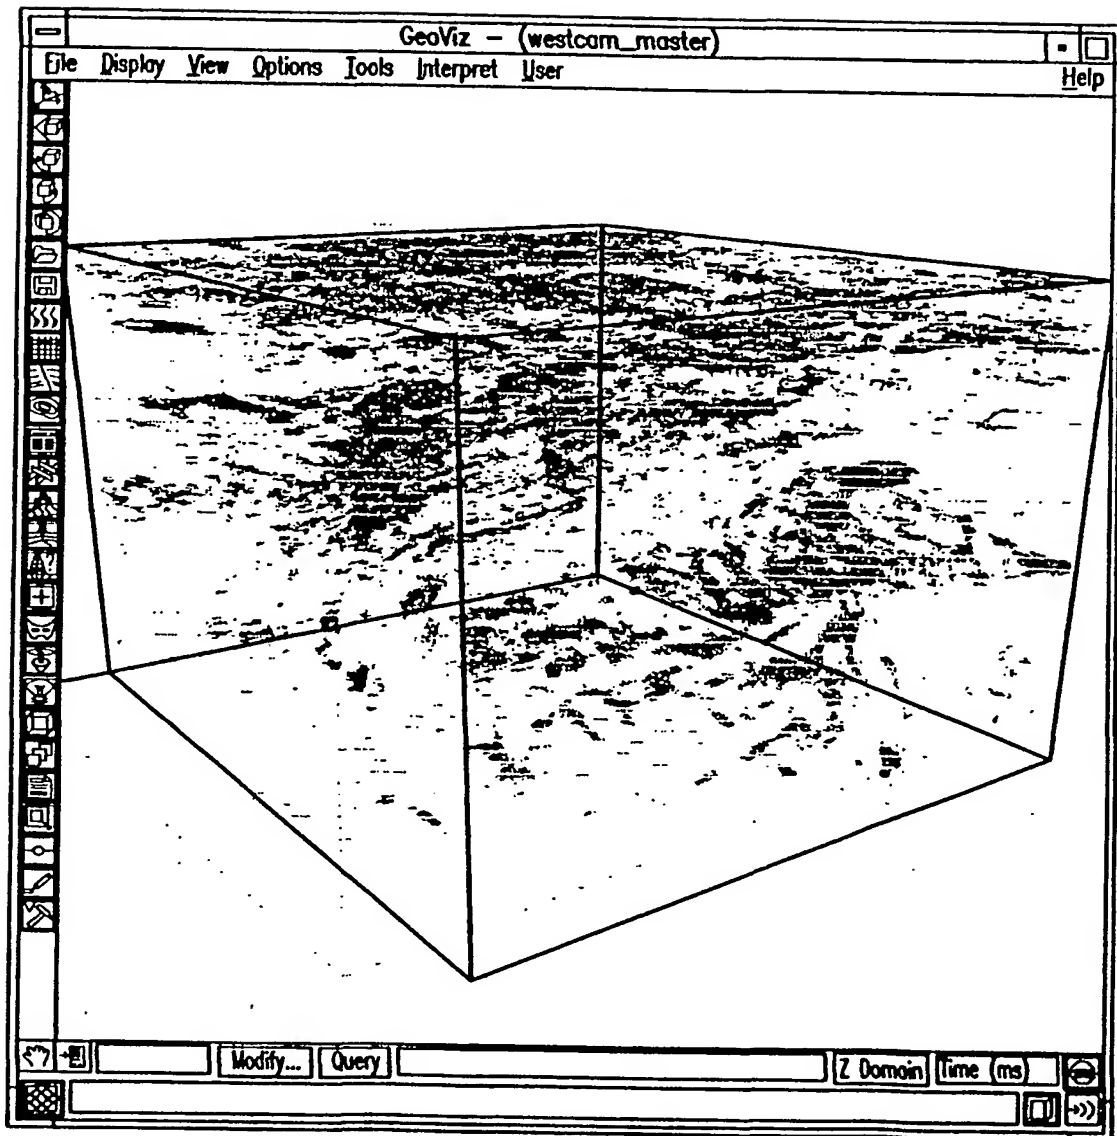 GeoViz - (westcam_master)
File Display View Options Tools Interpret User Help
Modify... Query Z Domain Time (ms)